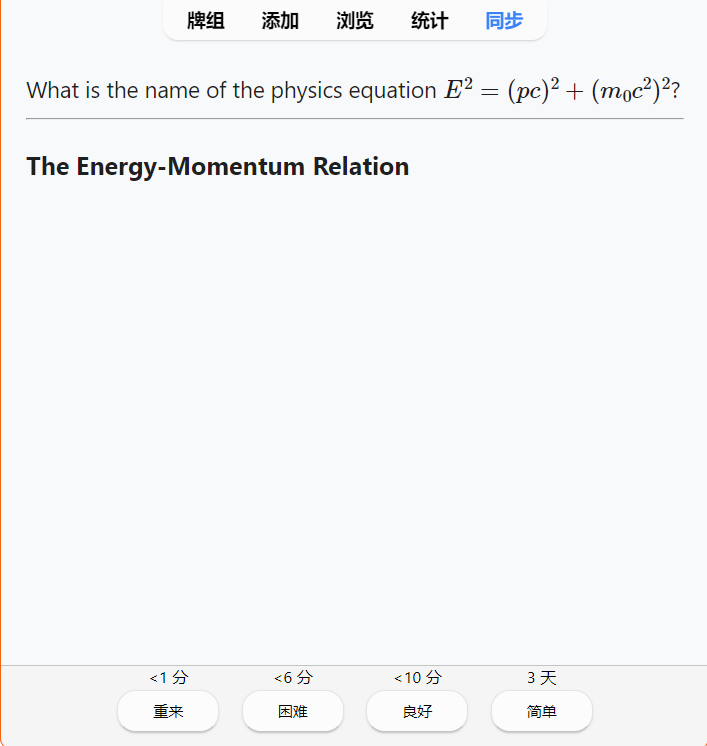 牌组 添加 浏览 统计 同步
What is the name of the physics equation E² = (pc)² + (m₀c²)²?
The Energy-Momentum Relation
<1 分 <6 分 <10 分 3 天
重来 困难 良好 简单